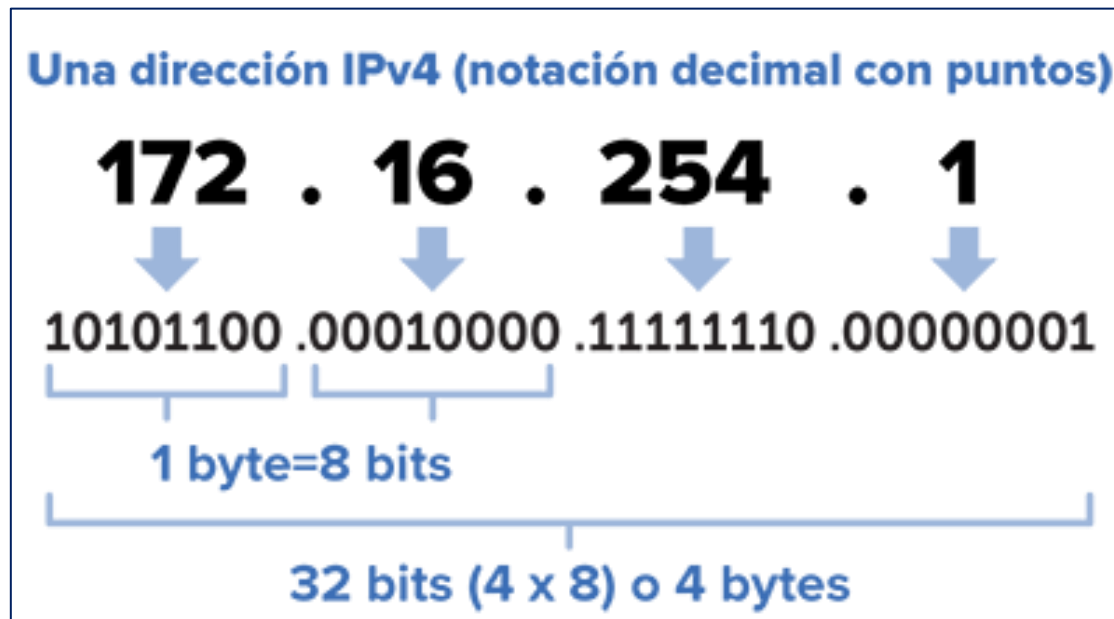 Una dirección IPv4 (notación decimal con puntos)
172 . 16 . 254 . 1
10101100 .00010000 .11111110 .00000001
1 byte=8 bits
32 bits (4 x 8) o 4 bytes